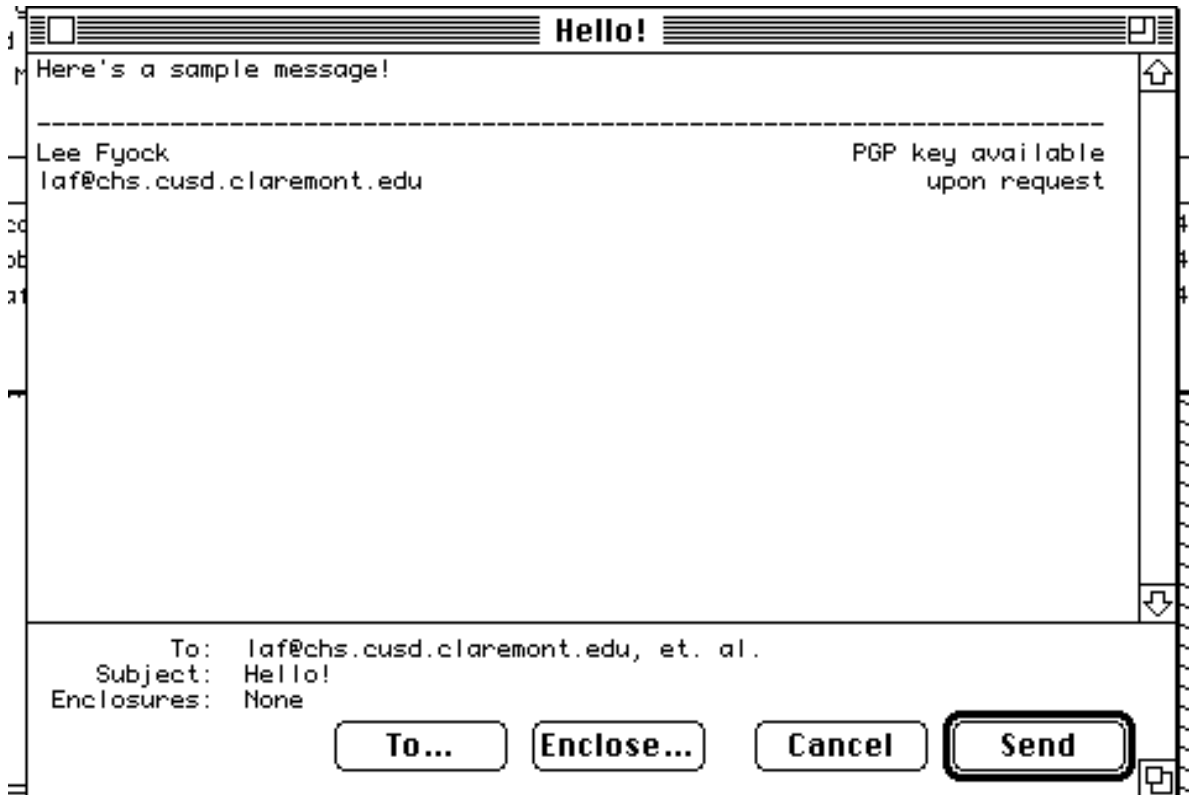 Hello!
Here's a sample message!
------------------------------------------------------------------------
Lee Fyock PGP key available
laf@chs.cusd.claremont.edu upon request
To: laf@chs.cusd.claremont.edu, et. al.
Subject: Hello!
Enclosures: None
To... Enclose... Cancel Send